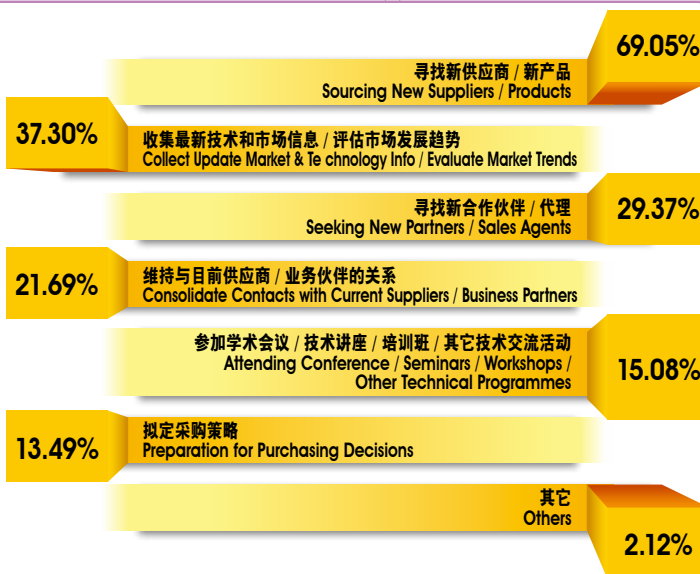 69.05%
寻找新供应商 / 新产品
Sourcing New Suppliers / Products
37.30%
收集最新技术和市场信息 / 评估市场发展趋势
Collect Update Market & Te chnology Info / Evaluate Market Trends
29.37%
寻找新合作伙伴 / 代理
Seeking New Partners / Sales Agents
21.69%
维持与目前供应商 / 业务伙伴的关系
Consolidate Contacts with Current Suppliers / Business Partners
参加学术会议 / 技术讲座 / 培训班 / 其它技术交流活动
Attending Conference / Seminars / Workshops /
Other Technical Programmes
15.08%
13.49%
拟定采购策略
Preparation for Purchasing Decisions
其它
Others
2.12%